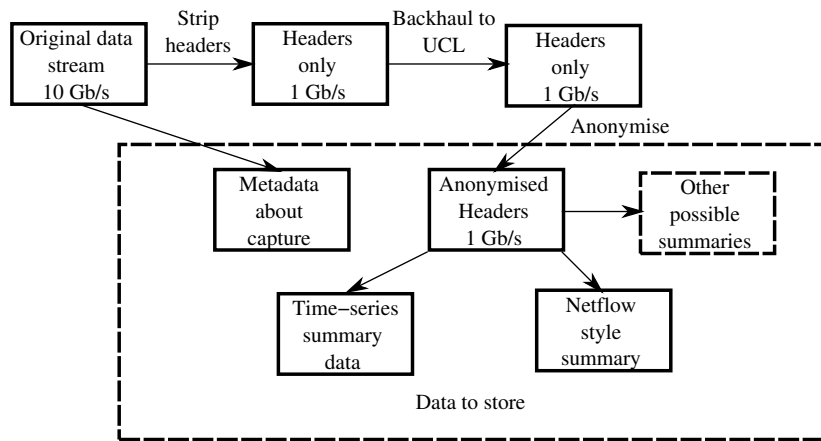 Original data
stream
10 Gb/s
Strip
headers
Headers
only
1 Gb/s
Backhaul to
UCL
Headers
only
1 Gb/s
Anonymise
Metadata
about
capture
Anonymised
Headers
1 Gb/s
Other
possible
summaries
Time−series
summary
data
Netflow
style
summary
Data to store